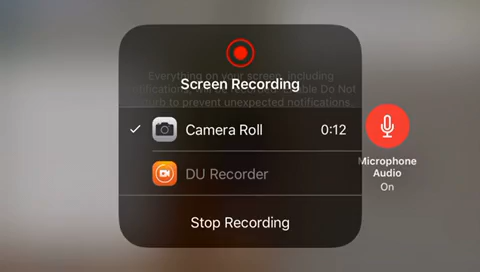 Everything on your screen, including
Screen Recording
to prevent unexpected notifications.
Camera Roll 0:12
DU Recorder
Stop Recording
Microphone
Audio
On